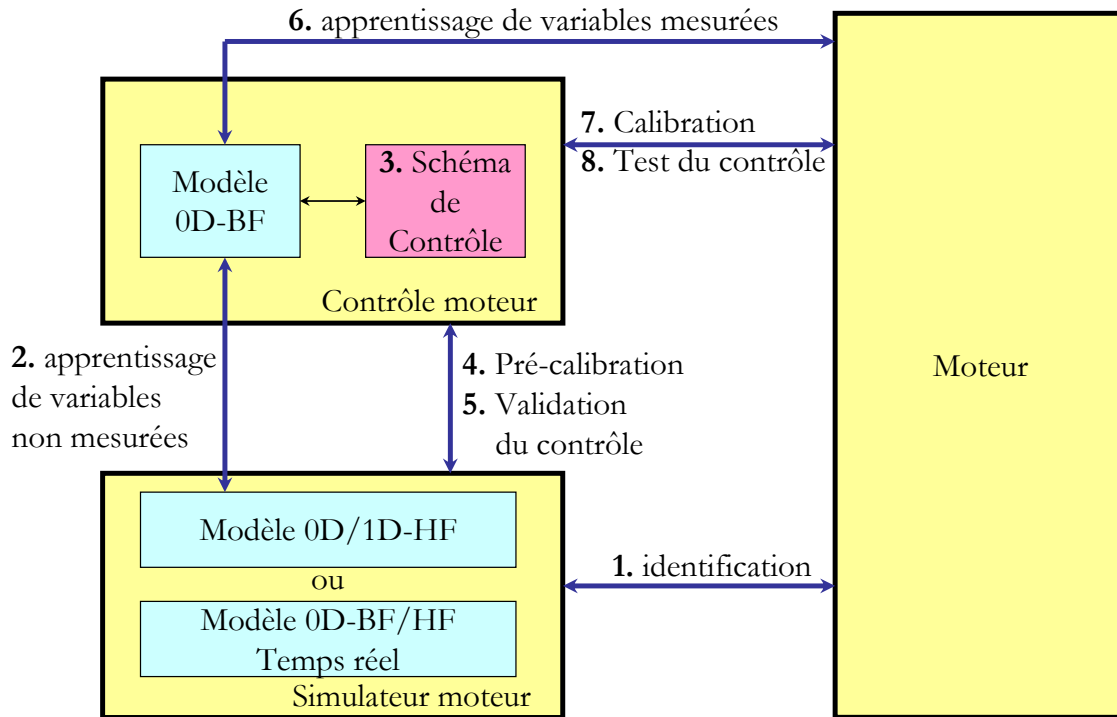 6. apprentissage de variables mesurées
7. Calibration
8. Test du contrôle
Modèle
0D-BF
3. Schéma
de
Contrôle
Contrôle moteur
2. apprentissage
de variables
non mesurées
4. Pré-calibration
5. Validation
du contrôle
Moteur
Modèle 0D/1D-HF
ou
Modèle 0D-BF/HF
Temps réel
Simulateur moteur
1. identification